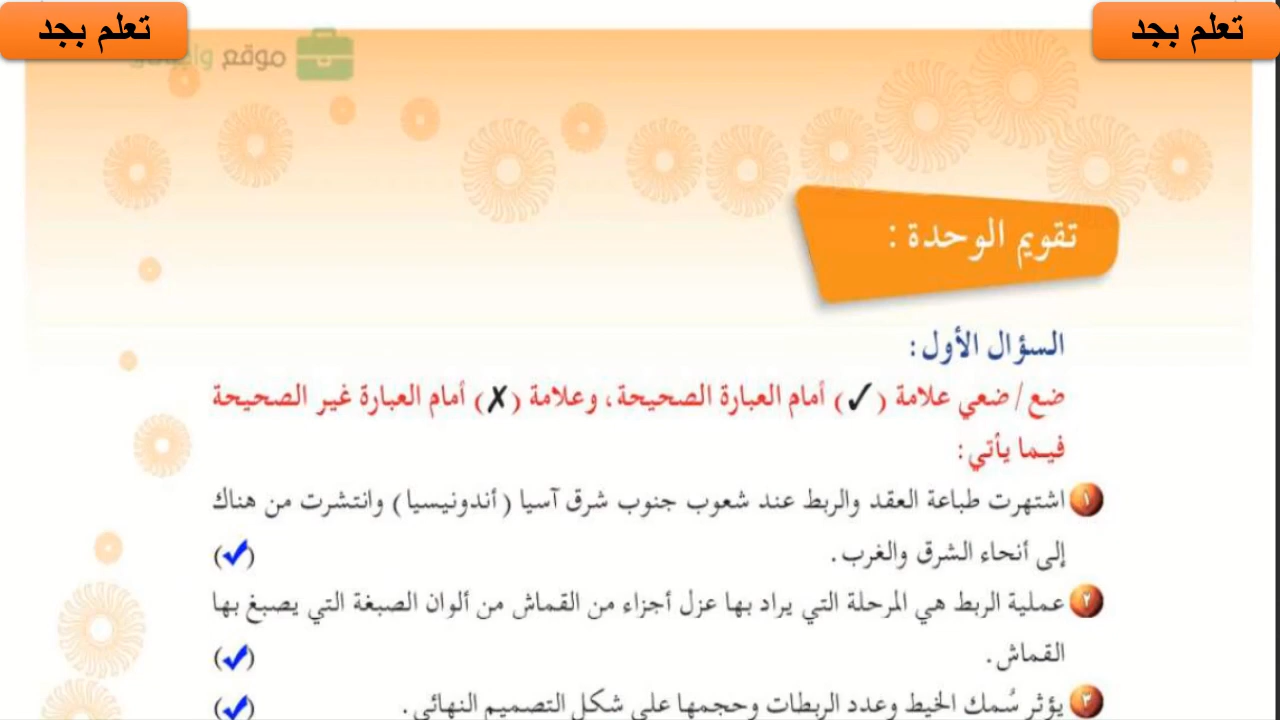 تعلم بجد
تعلم بجد
موقع
تقويم الوحدة :
السؤال الأول:
ضع/ضعي علامة (✓) أمام العبارة الصحيحة، وعلامة (✗) أمام العبارة غير الصحيحة
فيما يأتي:
١ اشتهرت طباعة العقد والربط عند شعوب جنوب شرق آسيا (أندونيسيا) وانتشرت من هناك
إلى أنحاء الشرق والغرب. (✓)
٢ عملية الربط هي المرحلة التي يراد بها عزل أجزاء من القماش من ألوان الصبغة التي يصبغ بها
القماش. (✓)
٣ يؤثر سُمك الخيط وعدد الربطات وحجمها على شكل التصميم النهائي. (✓)